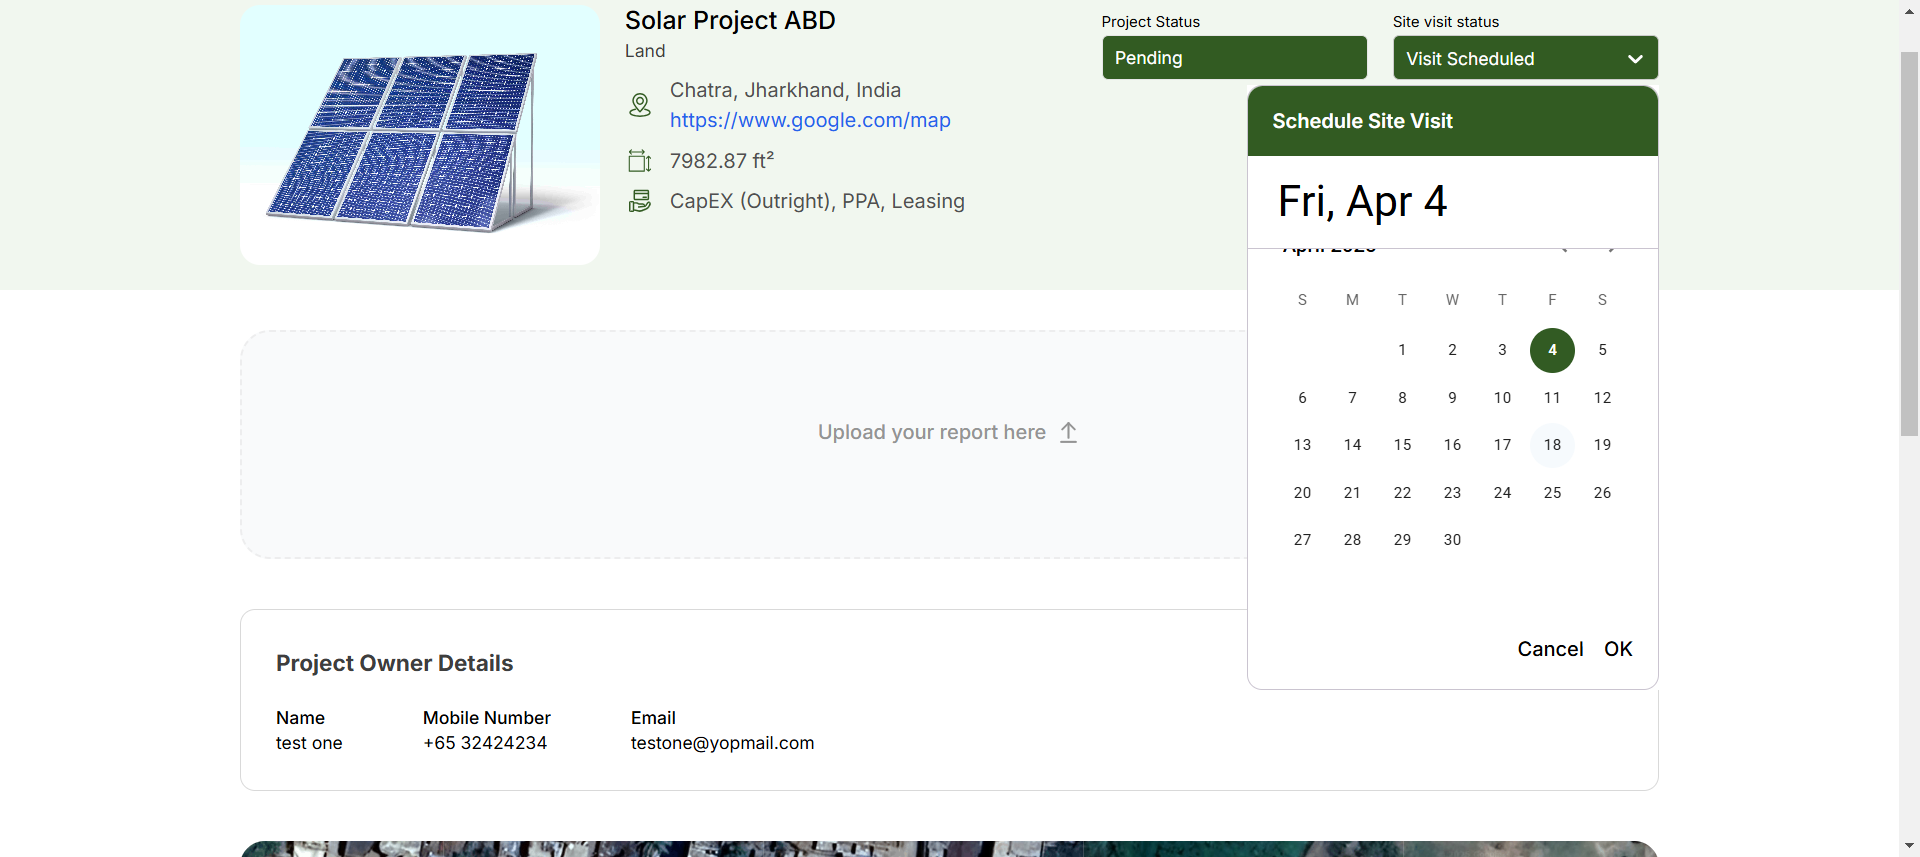 Solar Project ABD
Land
Chatra, Jharkhand, India
https://www.google.com/map
7982.87 ft²
CapEX (Outright), PPA, Leasing
Project Status
Pending
Site visit status
Visit Scheduled
Schedule Site Visit
Fri, Apr 4
April 2025
S M T W T F S
1 2 3 4 5
6 7 8 9 10 11 12
13 14 15 16 17 18 19
20 21 22 23 24 25 26
27 28 29 30
Cancel OK
Upload your report here
Project Owner Details
Name
test one
Mobile Number
+65 32424234
Email
testone@yopmail.com